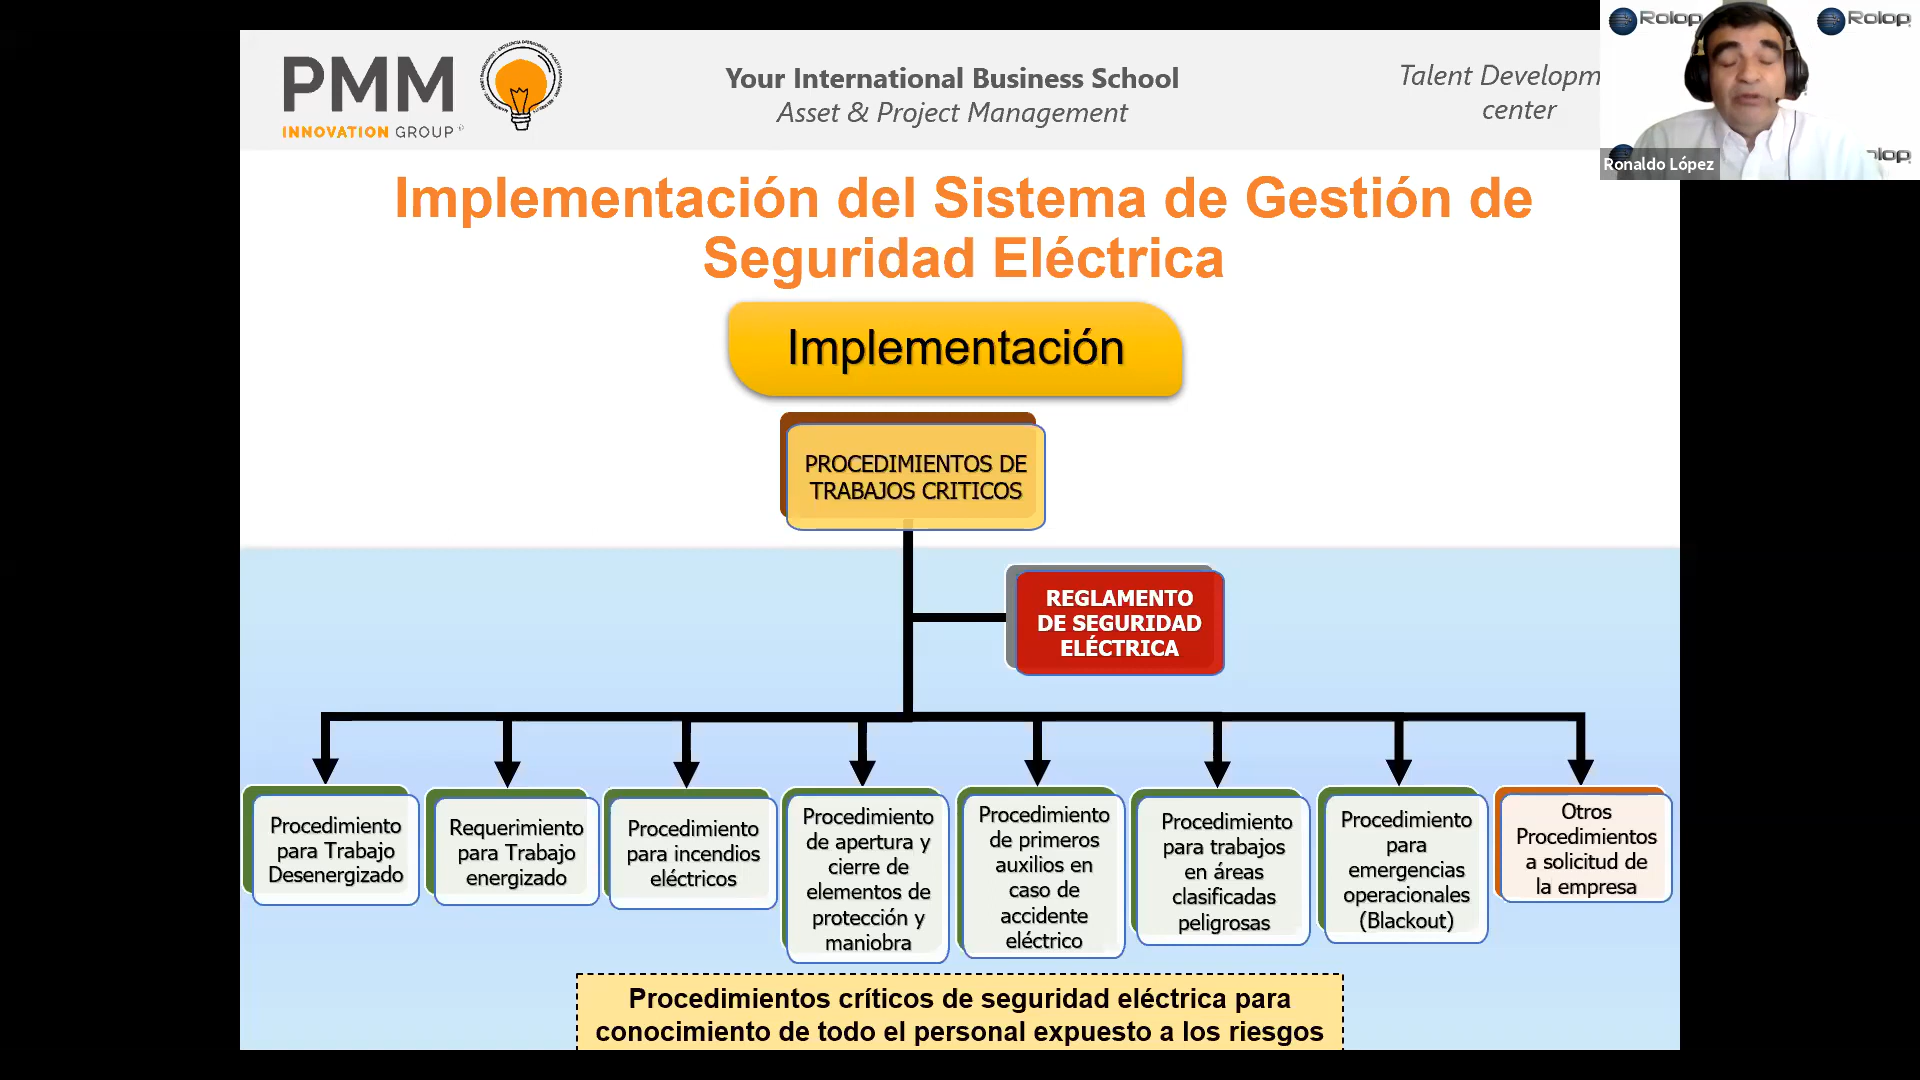 PMM
INNOVATION GROUP
Your International Business School
Asset & Project Management
Talent Developm
center
Rolop
Rolop
Ronaldo López
Implementación del Sistema de Gestión de
Seguridad Eléctrica
Implementación
PROCEDIMIENTOS DE
TRABAJOS CRITICOS
REGLAMENTO
DE SEGURIDAD
ELÉCTRICA
Procedimiento
para Trabajo
Desenergizado
Requerimiento
para Trabajo
energizado
Procedimiento
para incendios
eléctricos
Procedimiento
de apertura y
cierre de
elementos de
protección y
maniobra
Procedimiento
de primeros
auxilios en
caso de
accidente
eléctrico
Procedimiento
para trabajos
en áreas
clasificadas
peligrosas
Procedimiento
para
emergencias
operacionales
(Blackout)
Otros
Procedimientos
a solicitud de
la empresa
Procedimientos críticos de seguridad eléctrica para
conocimiento de todo el personal expuesto a los riesgos